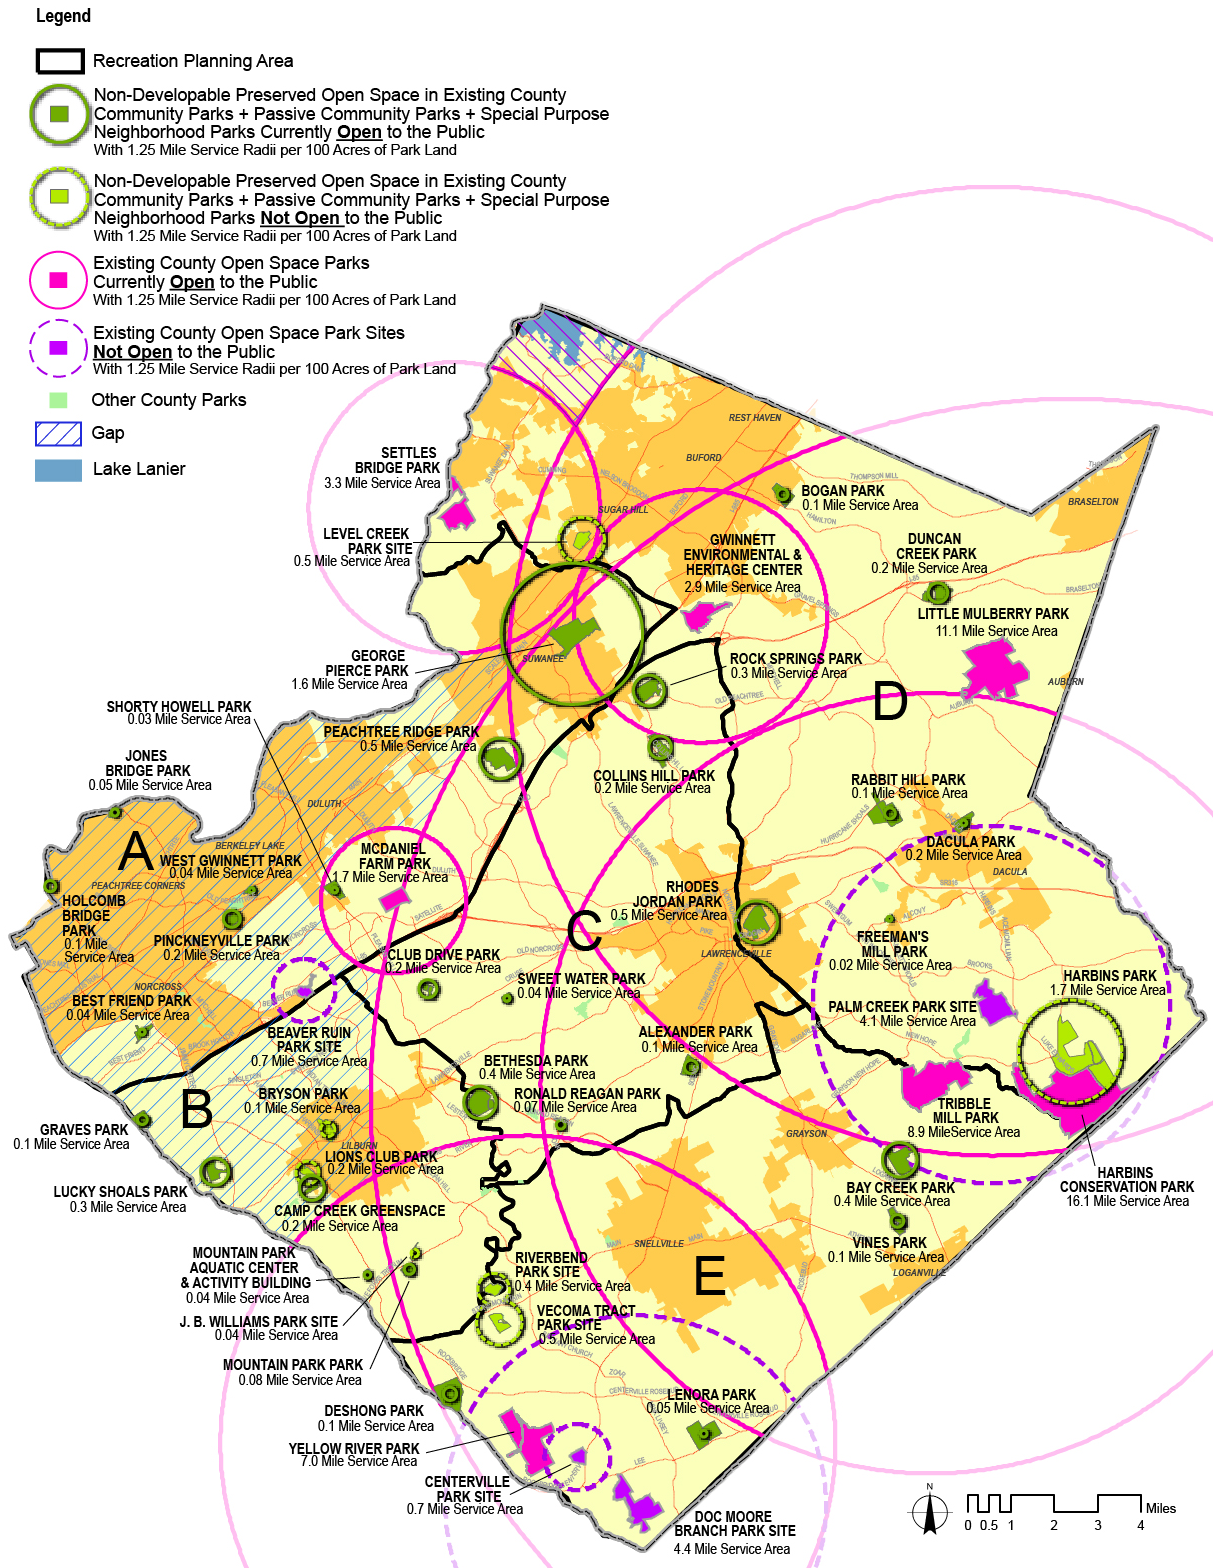 Legend
Recreation Planning Area
Non-Developable Preserved Open Space in Existing County
Community Parks + Passive Community Parks + Special Purpose
Neighborhood Parks Currently Open to the Public
With 1.25 Mile Service Radii per 100 Acres of Park Land
Non-Developable Preserved Open Space in Existing County
Community Parks + Passive Community Parks + Special Purpose
Neighborhood Parks Not Open to the Public
With 1.25 Mile Service Radii per 100 Acres of Park Land
Existing County Open Space Parks
Currently Open to the Public
With 1.25 Mile Service Radii per 100 Acres of Park Land
Existing County Open Space Park Sites
Not Open to the Public
With 1.25 Mile Service Radii per 100 Acres of Park Land
Other County Parks
Gap
Lake Lanier
REST HAVEN
BUFORD
SUGAR HILL
BRASELTON
THOMPSON MILL
HAMILTON
SETTLES
BRIDGE PARK
3.3 Mile Service Area
LEVEL CREEK
PARK SITE
0.5 Mile Service Area
BOGAN PARK
0.1 Mile Service Area
GWINNETT
ENVIRONMENTAL &
HERITAGE CENTER
2.9 Mile Service Area
DUNCAN
CREEK PARK
0.2 Mile Service Area
BRASELTON
LITTLE MULBERRY PARK
11.1 Mile Service Area
AUBURN
AUBURN
GEORGE
PIERCE PARK
1.6 Mile Service Area
SUWANEE
ROCK SPRINGS PARK
0.3 Mile Service Area
OLD PEACHTREE
D
SHORTY HOWELL PARK
0.03 Mile Service Area
PEACHTREE RIDGE PARK
0.5 Mile Service Area
JONES
BRIDGE PARK
0.05 Mile Service Area
COLLINS HILL PARK
0.2 Mile Service Area
RABBIT HILL PARK
0.1 Mile Service Area
HURRICANE SHOALS
DULUTH
BERKELEY LAKE
A
WEST GWINNETT PARK
0.04 Mile Service Area
PEACHTREE CORNERS
MCDANIEL
FARM PARK
1.7 Mile Service Area
DULUTH
SATELLITE
LAWRENCEVILLE SUWANEE
DACULA PARK
0.2 Mile Service Area
DACULA
HOLCOMB
BRIDGE
PARK
0.1 Mile
Service Area
PINCKNEYVILLE PARK
0.2 Mile Service Area
RHODES
JORDAN PARK
0.5 Mile Service Area
PIKE
LAWRENCEVILLE
C
OLD NORCROSS
FREEMAN'S
MILL PARK
0.02 Mile Service Area
ALCOVY
BROOKS
CLUB DRIVE PARK
0.2 Mile Service Area
SWEET WATER PARK
0.04 Mile Service Area
HARBINS PARK
1.7 Mile Service Area
NORCROSS
BEST FRIEND PARK
0.04 Mile Service Area
PALM CREEK PARK SITE
4.1 Mile Service Area
NEW HOPE
BEAVER RUIN
PARK SITE
0.7 Mile Service Area
ALEXANDER PARK
0.1 Mile Service Area
BETHESDA PARK
0.4 Mile Service Area
BRYSON PARK
0.1 Mile Service Area
RONALD REAGAN PARK
0.07 Mile Service Area
B
GRAVES PARK
0.1 Mile Service Area
TRIBBLE
MILL PARK
8.9 MileService Area
GRAYSON
LILBURN
LIONS CLUB PARK
0.2 Mile Service Area
HARBINS
CONSERVATION PARK
16.1 Mile Service Area
LUCKY SHOALS PARK
0.3 Mile Service Area
BAY CREEK PARK
0.4 Mile Service Area
CAMP CREEK GREENSPACE
0.2 Mile Service Area
SNELLVILLE
MAIN
MAIN
VINES PARK
0.1 Mile Service Area
LOGANVILLE
MOUNTAIN PARK
AQUATIC CENTER
& ACTIVITY BUILDING
0.04 Mile Service Area
RIVERBEND
PARK SITE
0.4 Mile Service Area
E
ROSEBUD
J. B. WILLIAMS PARK SITE
0.04 Mile Service Area
VECOMA TRACT
PARK SITE
0.5 Mile Service Area
MOUNTAIN PARK PARK
0.08 Mile Service Area
ROCKBRIDGE
ZOAR
CENTERVILLE ROSEBUD
LENORA PARK
0.05 Mile Service Area
DESHONG PARK
0.1 Mile Service Area
YELLOW RIVER PARK
7.0 Mile Service Area
LEE
CENTERVILLE
PARK SITE
0.7 Mile Service Area
DOC MOORE
BRANCH PARK SITE
4.4 Mile Service Area
N
Miles
0 0.5 1 2 3 4